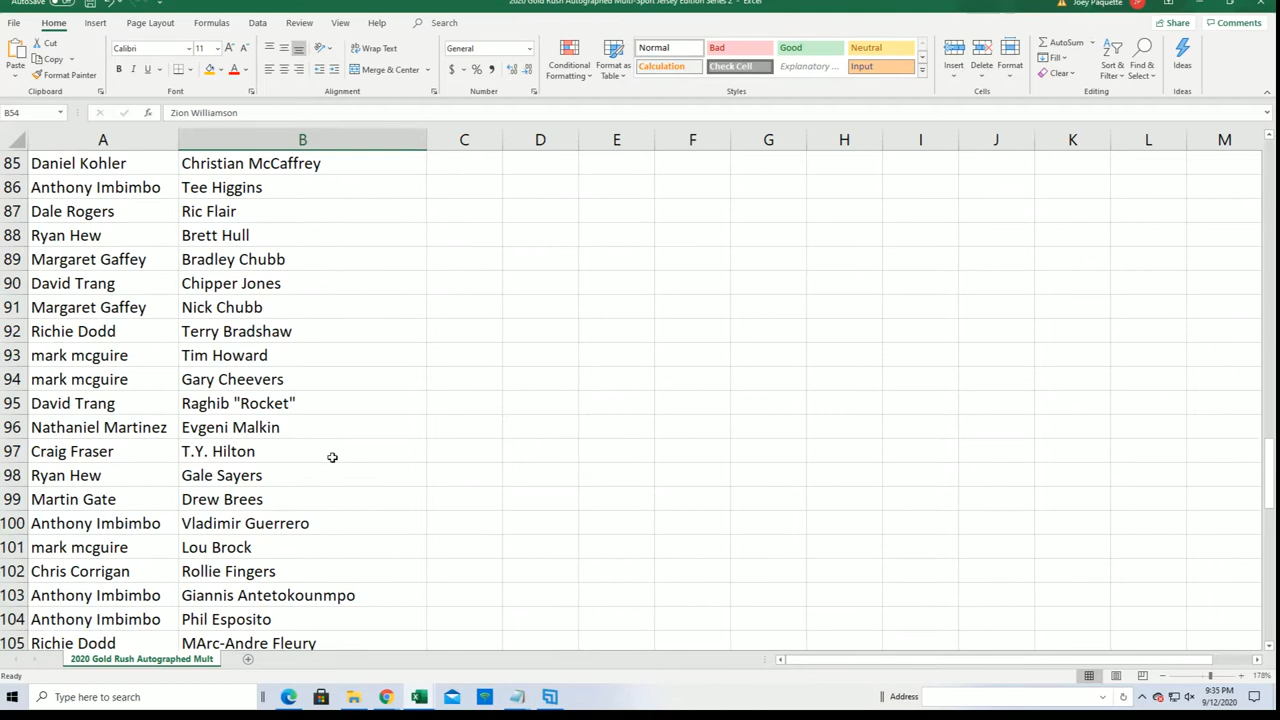 AutoSave Off 2020 Gold Rush Autographed Multi-Sport Jersey Edition Series 2 - Excel Joey Paquette JP
File Home Insert Page Layout Formulas Data Review View Help Search Share Comments
Paste Cut Copy Format Painter Clipboard
Calibri 11 B I U A Font
Wrap Text Merge & Center Alignment
General $ % Number
Conditional Formatting Format as Table
Normal Bad Good Neutral
Calculation Check Cell Explanatory ... Input
Styles
Insert Delete Format Cells
AutoSum Fill Clear Sort & Filter Find & Select Editing
Ideas Ideas
B54 fx Zion Williamson
A B C D E F G H I J K L M
85 Daniel Kohler Christian McCaffrey
86 Anthony Imbimbo Tee Higgins
87 Dale Rogers Ric Flair
88 Ryan Hew Brett Hull
89 Margaret Gaffey Bradley Chubb
90 David Trang Chipper Jones
91 Margaret Gaffey Nick Chubb
92 Richie Dodd Terry Bradshaw
93 mark mcguire Tim Howard
94 mark mcguire Gary Cheevers
95 David Trang Raghib "Rocket"
96 Nathaniel Martinez Evgeni Malkin
97 Craig Fraser T.Y. Hilton
98 Ryan Hew Gale Sayers
99 Martin Gate Drew Brees
100 Anthony Imbimbo Vladimir Guerrero
101 mark mcguire Lou Brock
102 Chris Corrigan Rollie Fingers
103 Anthony Imbimbo Giannis Antetokounmpo
104 Anthony Imbimbo Phil Esposito
105 Richie Dodd MArc-Andre Fleury
2020 Gold Rush Autographed Mult
Ready 178%
Type here to search Address 9:35 PM
9/12/2020